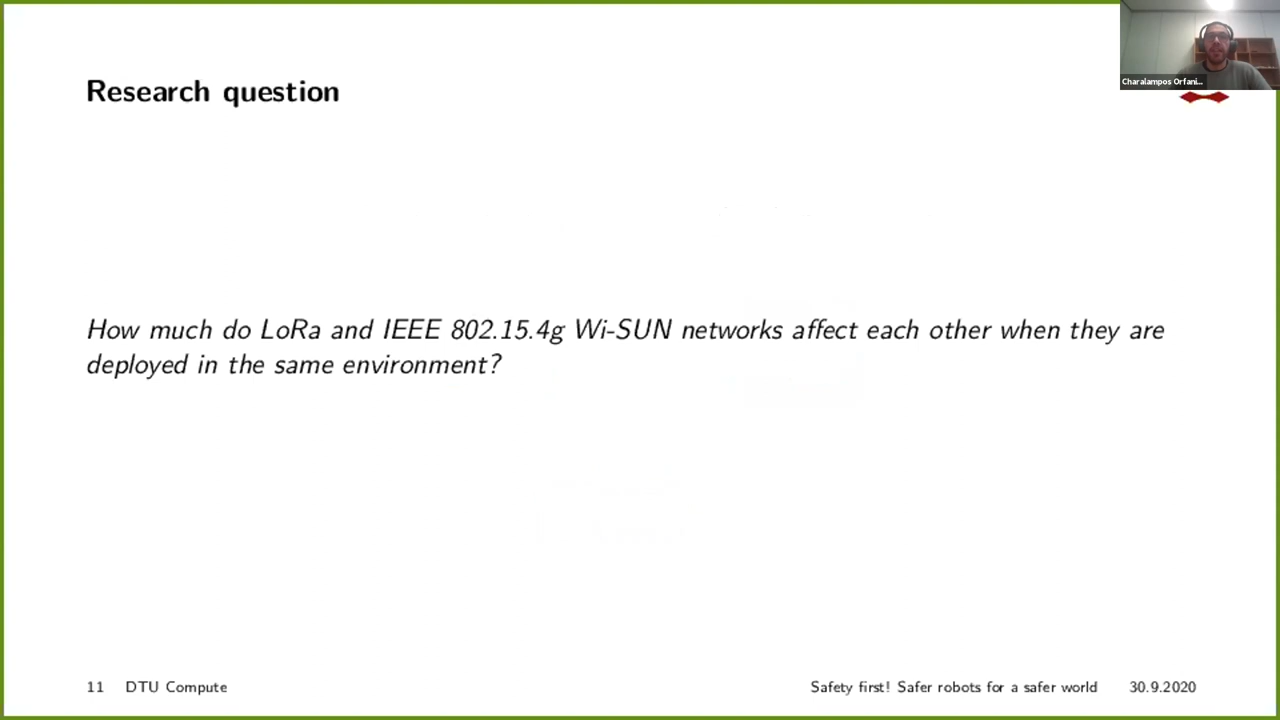 Charalampos Orfani...
Research question
How much do LoRa and IEEE 802.15.4g Wi-SUN networks affect each other when they are
deployed in the same environment?
11 DTU Compute Safety first! Safer robots for a safer world 30.9.2020